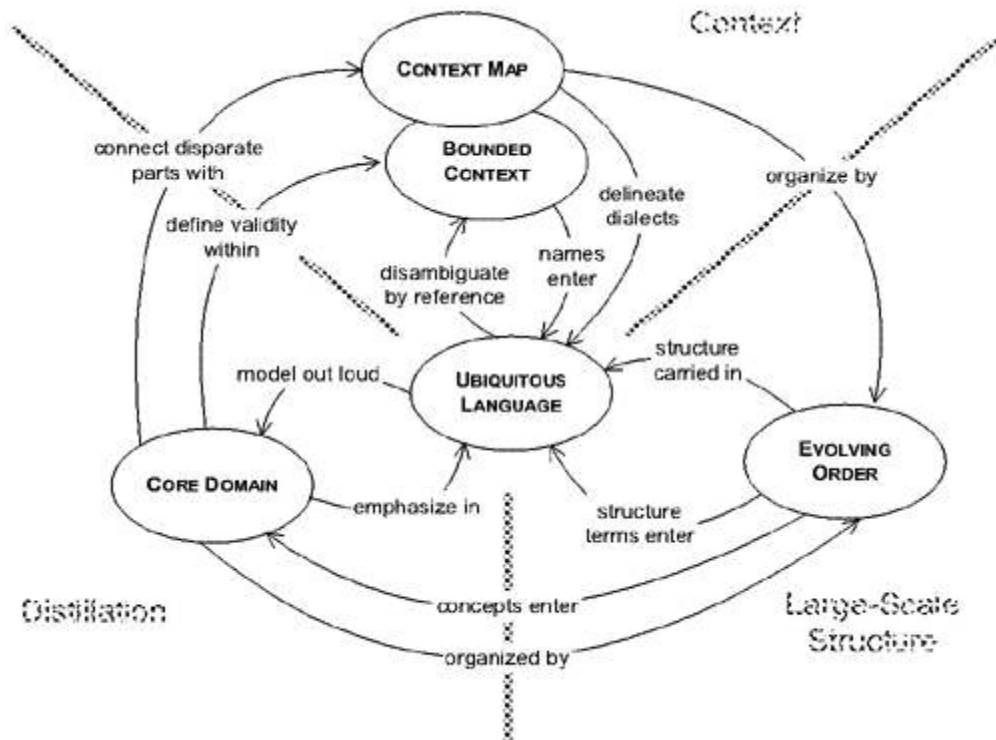 Context
CONTEXT MAP
connect disparate
parts with
BOUNDED
CONTEXT
organize by
delineate
dialects
define validity
within
names
enter
disambiguate
by reference
structure
carried in
model out loud
UBIQUITOUS
LANGUAGE
EVOLVING
ORDER
CORE DOMAIN
emphasize in
structure
terms enter
concepts enter
Distillation
Large-Scale
Structure
organized by